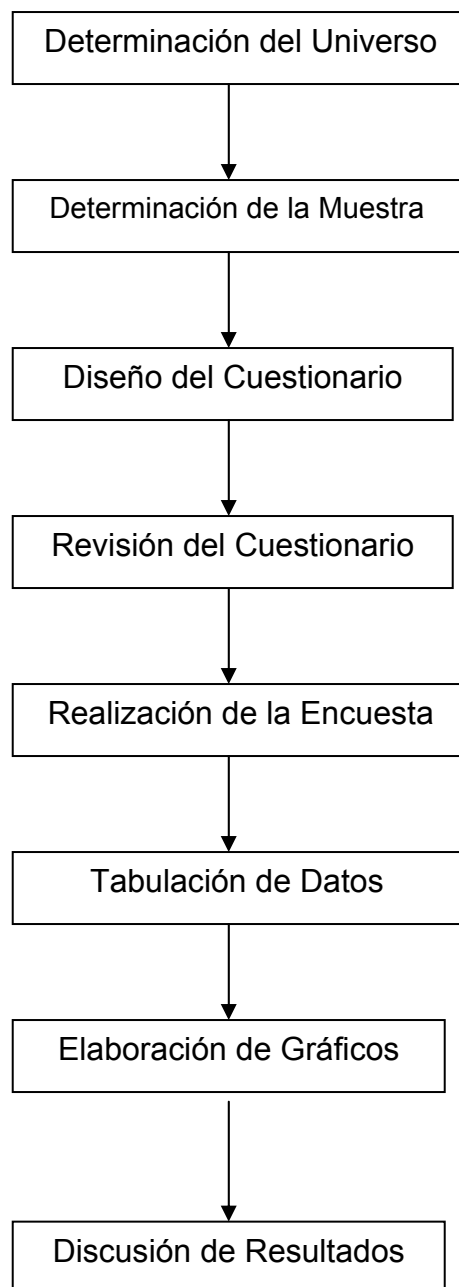 Determinación del Universo
Determinación de la Muestra
Diseño del Cuestionario
Revisión del Cuestionario
Realización de la Encuesta
Tabulación de Datos
Elaboración de Gráficos
Discusión de Resultados